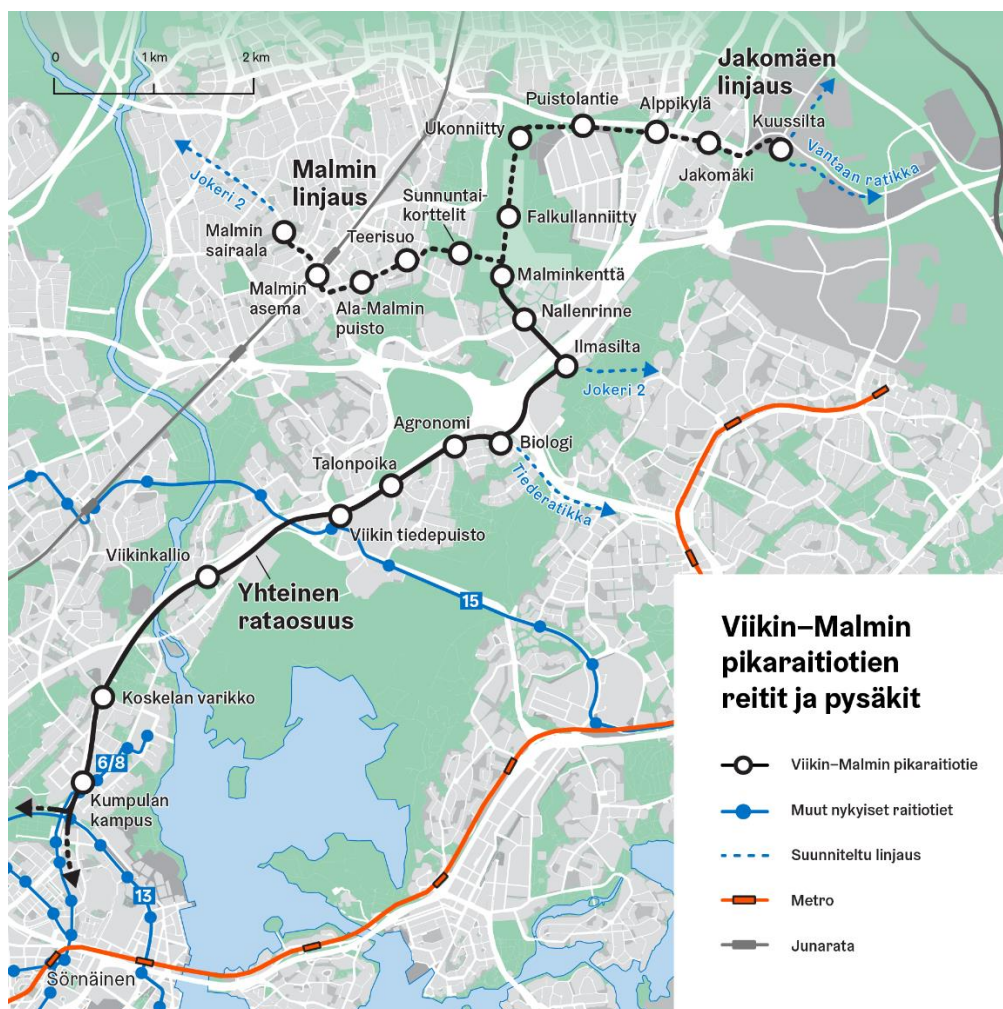 0
1 km
2 km
Jakomäen
linjaus
Puistolantie
Alppikylä
Kuussilta
Ukonniitty
Jakomäki
Vantaan ratikka
Jokeri 2
Malmin
linjaus
Sunnuntai-
korttelit
Teerisuo
Falkullanniitty
Malmin
sairaala
Malmin
asema
Ala-Malmin
puisto
Malminkenttä
Nallenrinne
Ilmasilta
Jokeri 2
Agronomi
Biologi
Talonpoika
Tiederatikka
Viikin tiedepuisto
Viikinkallio
Yhteinen
rataosuus
15
Koskelan varikko
6/8
Kumpulan
kampus
13
Sörnäinen
Viikin–Malmin
pikaraitiotien
reitit ja pysäkit
Viikin–Malmin pikaraitiotie
Muut nykyiset raitiotiet
Suunniteltu linjaus
Metro
Junarata